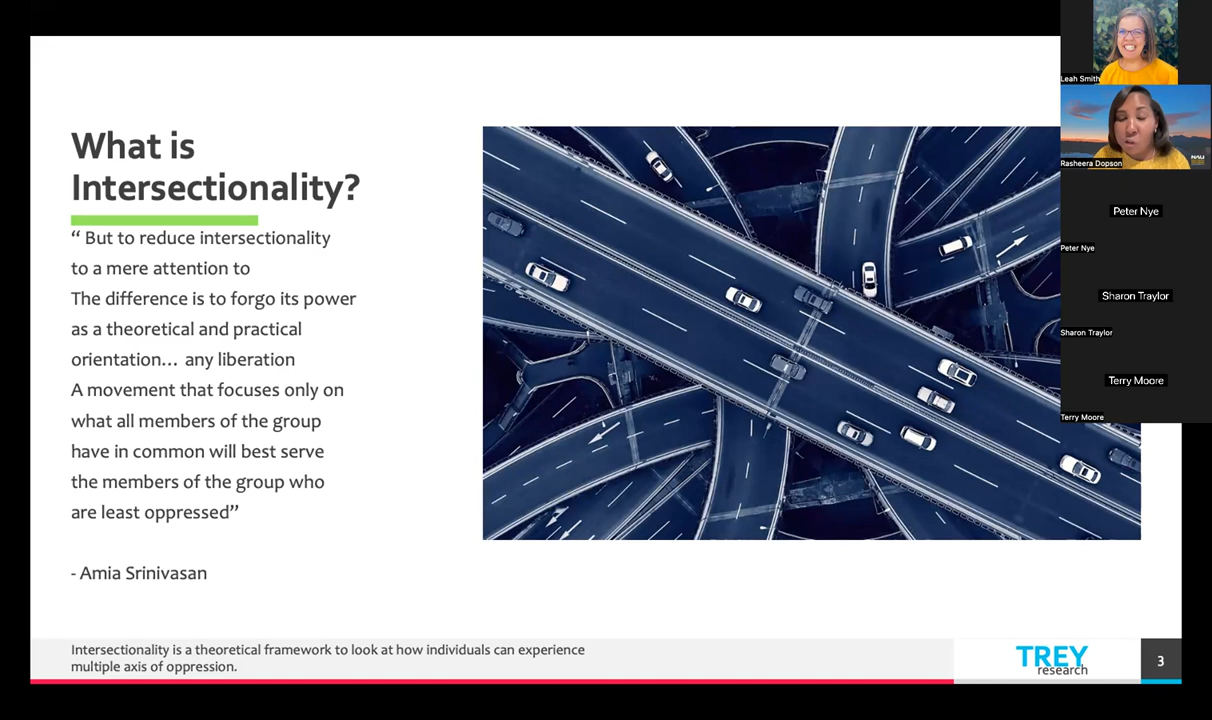 What is
Intersectionality?
“ But to reduce intersectionality
to a mere attention to
The difference is to forgo its power
as a theoretical and practical
orientation… any liberation
A movement that focuses only on
what all members of the group
have in common will best serve
the members of the group who
are least oppressed”
- Amia Srinivasan
Intersectionality is a theoretical framework to look at how individuals can experience
multiple axis of oppression.
TREY
research
3
Leah Smith
Rasheera Dopson
NAU
Peter Nye
Peter Nye
Sharon Traylor
Sharon Traylor
Terry Moore
Terry Moore